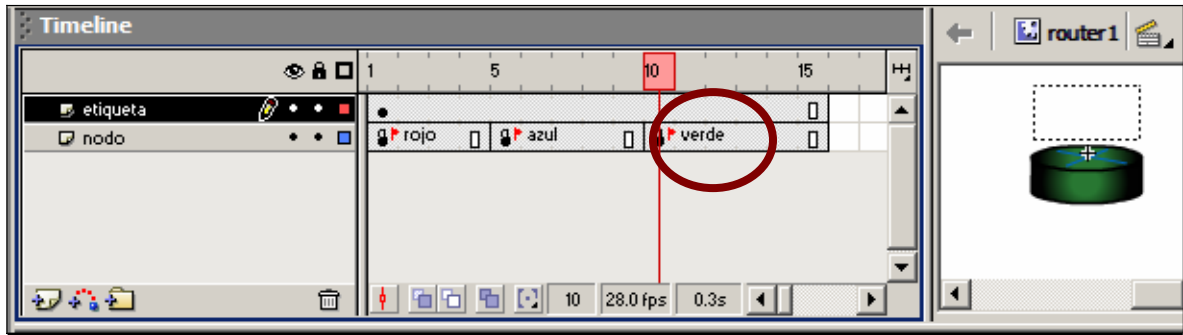 Timeline
router1
1 5 10 15
etiqueta
nodo
rojo azul verde
10 28.0 fps 0.3s